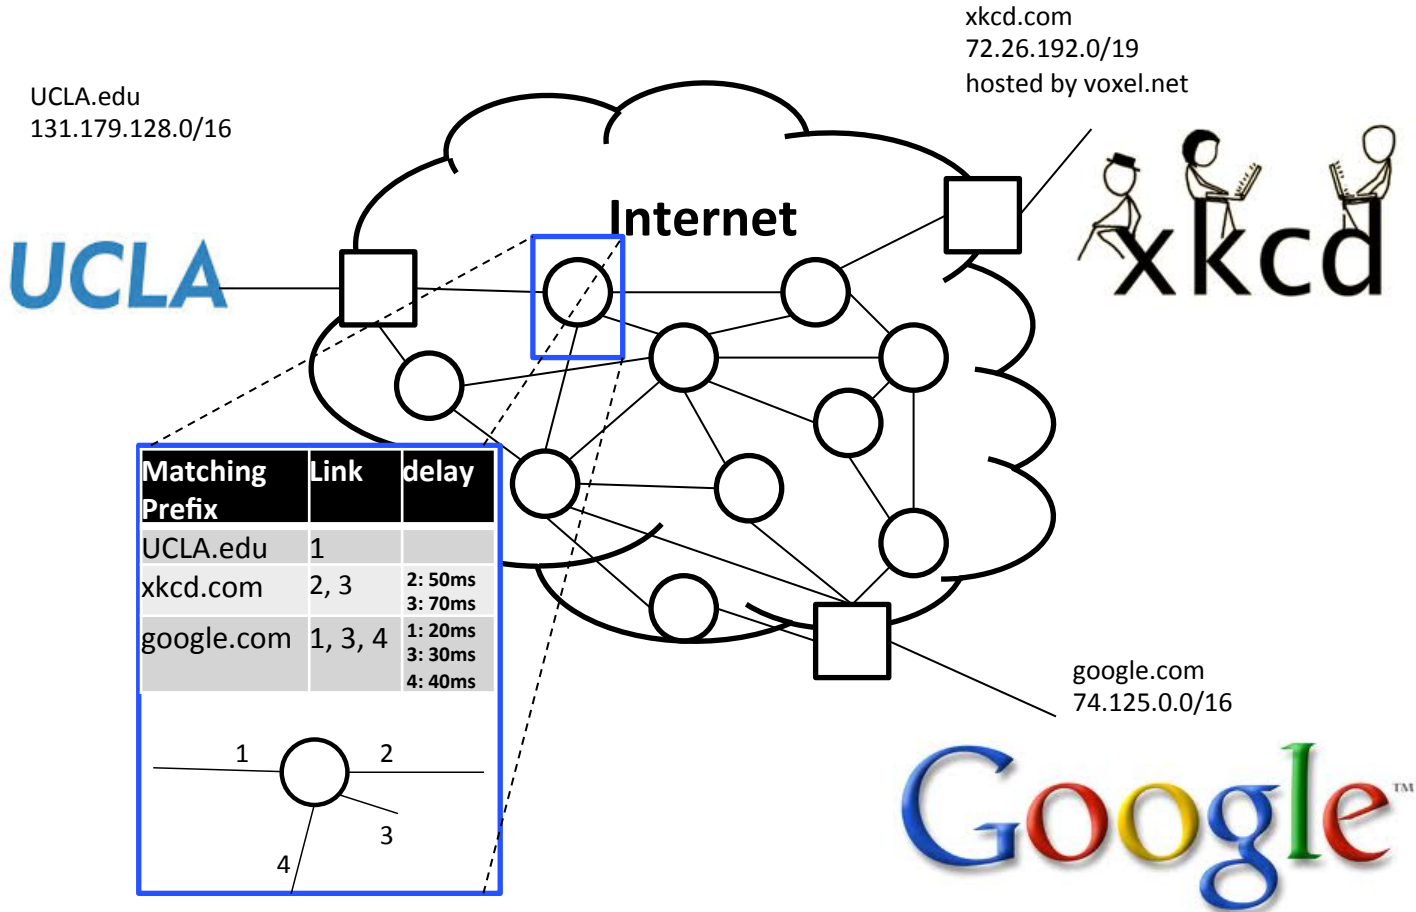 xkcd.com
72.26.192.0/19
hosted by voxel.net
UCLA.edu
131.179.128.0/16
xkcd
Internet
UCLA
Matching Prefix Link delay
UCLA.edu 1
xkcd.com 2, 3 2: 50ms
3: 70ms
google.com 1, 3, 4 1: 20ms
3: 30ms
4: 40ms
1
2
3
4
google.com
74.125.0.0/16
Google™